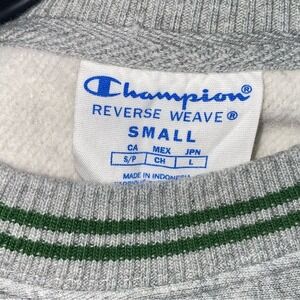 Champion®
REVERSE WEAVE®
SMALL
CA MEX JPN
S/P CH L
MADE IN INDONESIA